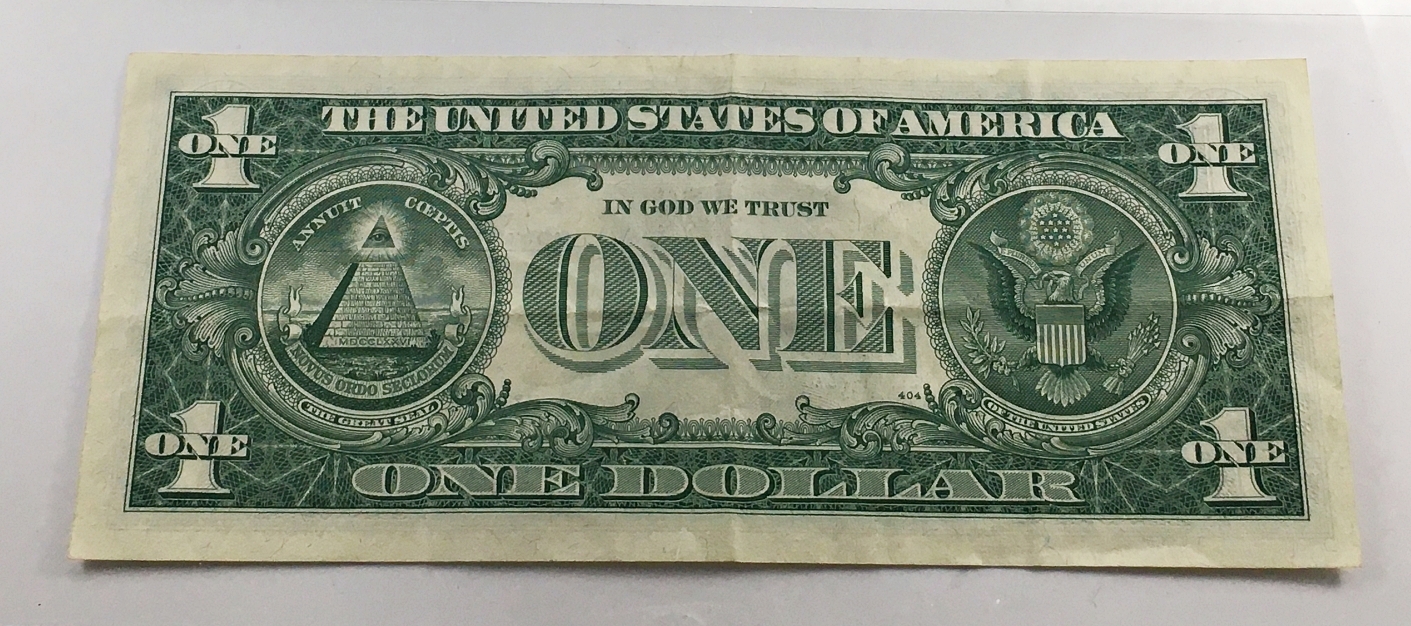 THE UNITED STATES OF AMERICA
1
ONE
1
ONE
ANNUIT CŒPTIS
MDCCLXXVI
NOVUS ORDO SECLORUM
THE GREAT SEAL
IN GOD WE TRUST
ONE
404
UNUM
OF THE UNITED STATES
1
ONE
ONE DOLLAR
1
ONE